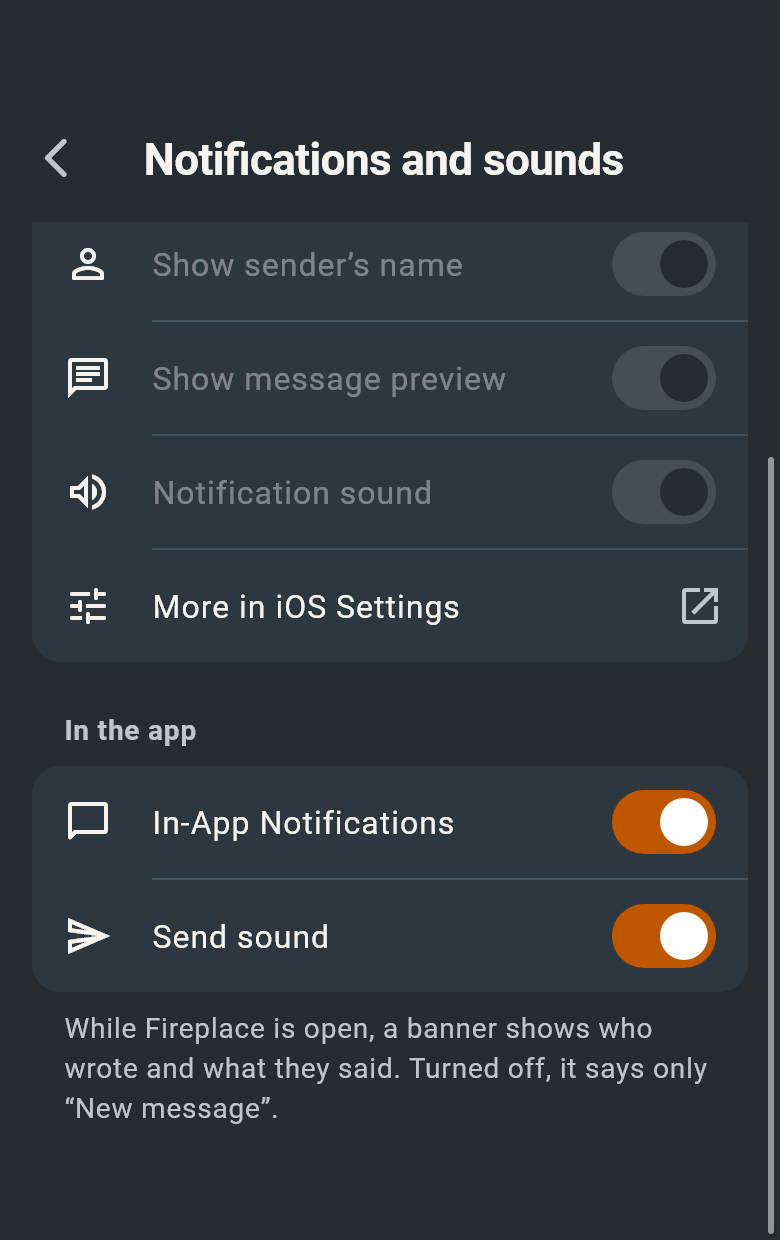 Notifications and sounds
Show sender’s name
Show message preview
Notification sound
More in iOS Settings
In the app
In-App Notifications
Send sound
While Fireplace is open, a banner shows who
wrote and what they said. Turned off, it says only
“New message”.